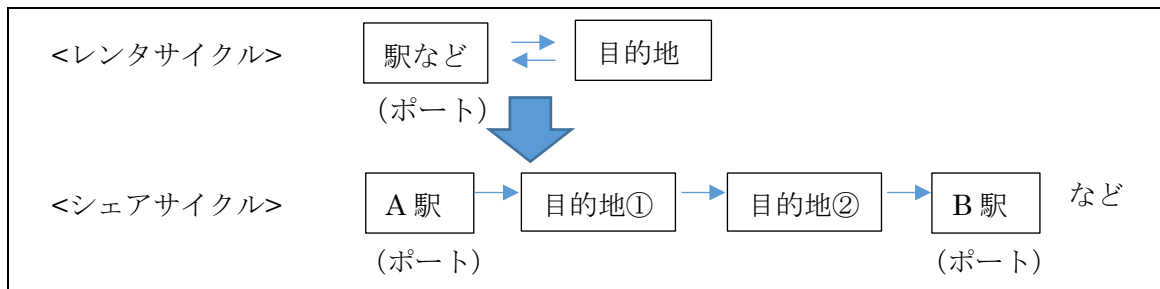 <レンタサイクル> 駅など 目的地
（ポート）
<シェアサイクル> A 駅 目的地① 目的地② B 駅 など
（ポート） （ポート）